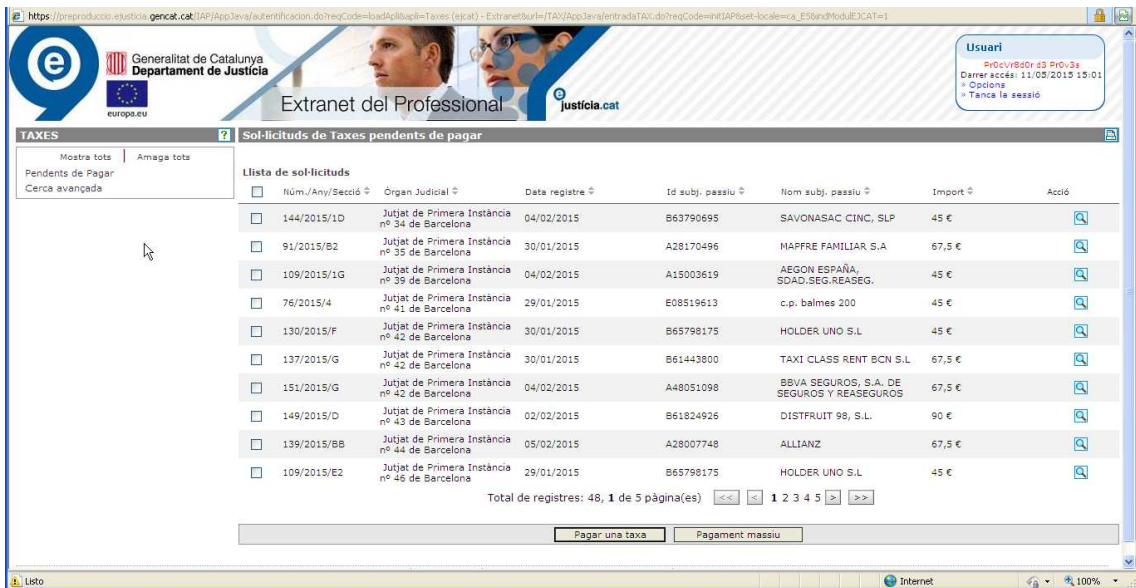 https://preproduccio.ejusticia.gencat.cat/IAP/AppJava/autentificacion.do?reqCode=loadApli&apli=Taxes (ejcat) - Extranet&url=/TAX/AppJava/entradaTAX.do?reqCode=initIAP&set-locale=ca_ES&indModulEJCAT=1
e
Generalitat de Catalunya
Departament de Justícia
europa.eu
Extranet del Professional
e justícia.cat
Usuari
Pr0cVr8d0r d3 Pr0v3s
Darrer accés: 11/05/2015 15:01
» Opcions
» Tanca la sessió
TAXES ?
Mostra tots | Amaga tots
Pendents de Pagar
Cerca avançada
Sol·licituds de Taxes pendents de pagar
Llista de sol·licituds
Núm./Any/Secció Òrgan Judicial Data registre Id subj. passiu Nom subj. passiu Import Acció
144/2015/1D Jutjat de Primera Instància nº 34 de Barcelona 04/02/2015 B63790695 SAVONASAC CINC, SLP 45 €
91/2015/B2 Jutjat de Primera Instància nº 35 de Barcelona 30/01/2015 A28170496 MAPFRE FAMILIAR S.A 67,5 €
109/2015/1G Jutjat de Primera Instància nº 39 de Barcelona 04/02/2015 A15003619 AEGON ESPAÑA, SDAD.SEG.REASEG. 45 €
76/2015/4 Jutjat de Primera Instància nº 41 de Barcelona 29/01/2015 E08519613 c.p. balmes 200 45 €
130/2015/F Jutjat de Primera Instància nº 42 de Barcelona 30/01/2015 B65798175 HOLDER UNO S.L 45 €
137/2015/G Jutjat de Primera Instància nº 42 de Barcelona 30/01/2015 B61443800 TAXI CLASS RENT BCN S.L 67,5 €
151/2015/G Jutjat de Primera Instància nº 42 de Barcelona 04/02/2015 A48051098 BBVA SEGUROS, S.A. DE SEGUROS Y REASEGUROS 67,5 €
149/2015/D Jutjat de Primera Instància nº 43 de Barcelona 02/02/2015 B61824926 DISTFRUIT 98, S.L. 90 €
139/2015/BB Jutjat de Primera Instància nº 44 de Barcelona 05/02/2015 A28007748 ALLIANZ 67,5 €
109/2015/E2 Jutjat de Primera Instància nº 46 de Barcelona 29/01/2015 B65798175 HOLDER UNO S.L 45 €
Total de registres: 48, 1 de 5 pàgina(es) << < 1 2 3 4 5 > >>
Pagar una taxa Pagament massiu
Listo Internet 100%